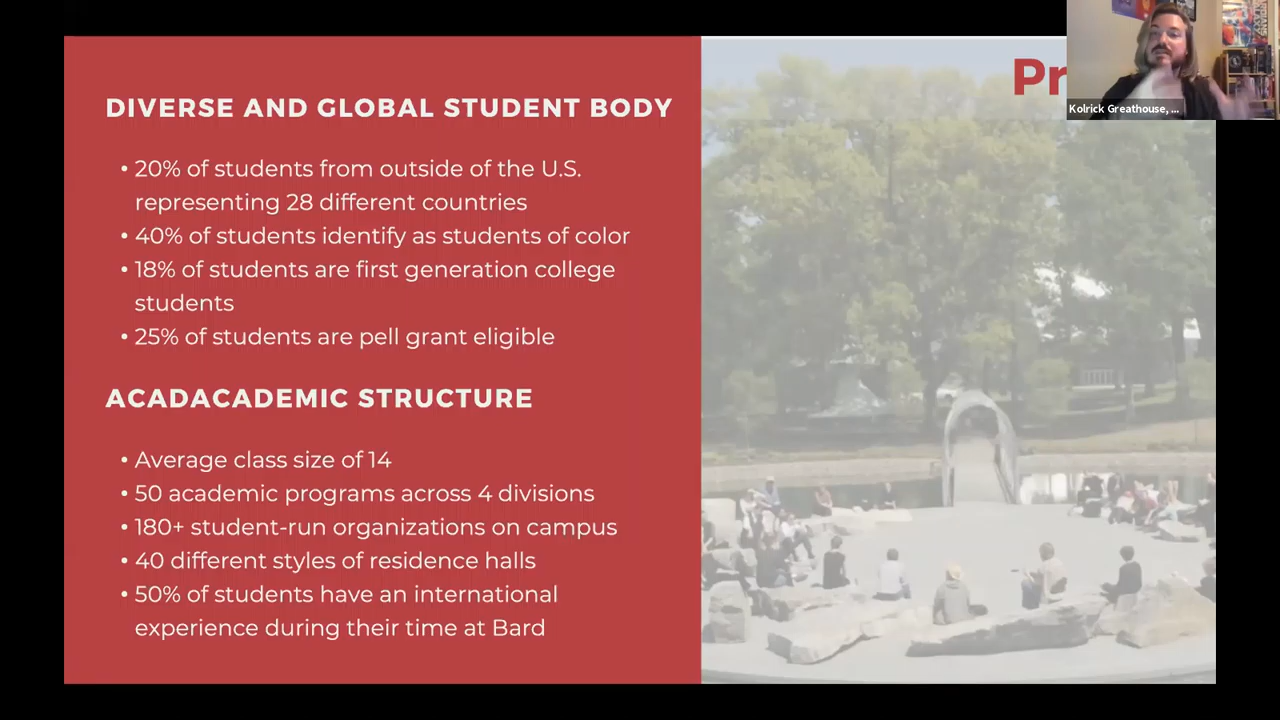 DIVERSE AND GLOBAL STUDENT BODY
• 20% of students from outside of the U.S.
representing 28 different countries
• 40% of students identify as students of color
• 18% of students are first generation college
students
• 25% of students are pell grant eligible
ACADACADEMIC STRUCTURE
• Average class size of 14
• 50 academic programs across 4 divisions
• 180+ student-run organizations on campus
• 40 different styles of residence halls
• 50% of students have an international
experience during their time at Bard
Pr
Kolrick Greathouse, ...